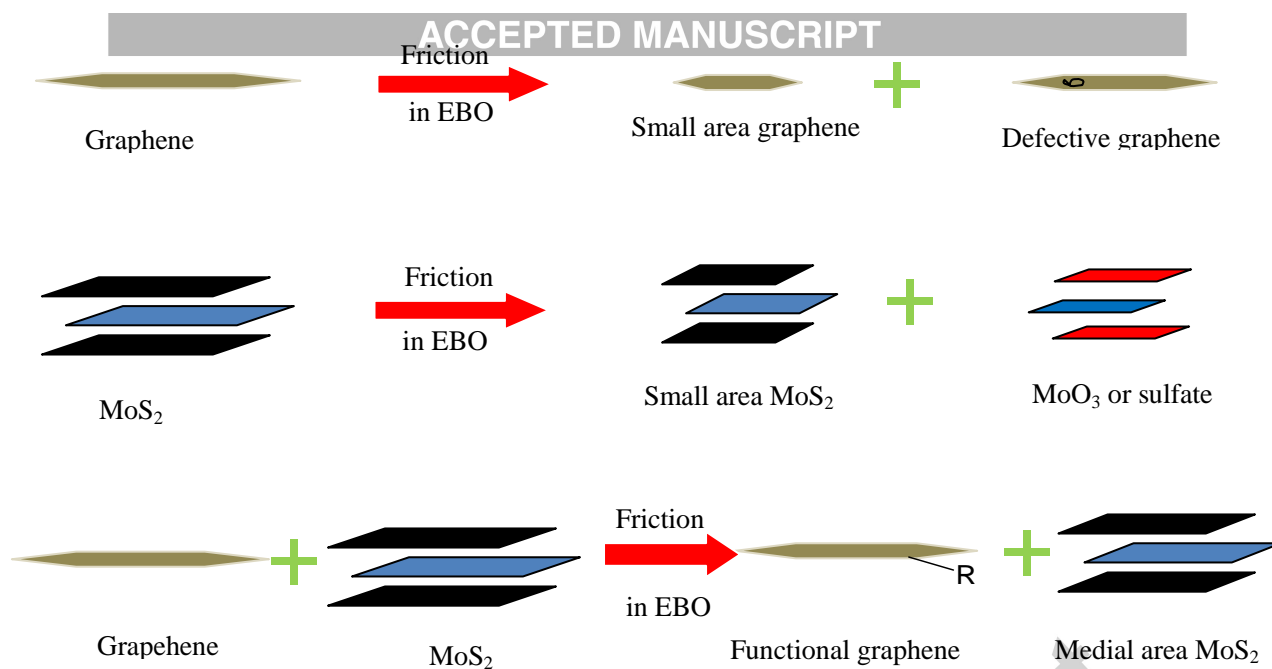 ACCEPTED MANUSCRIPT
Friction
in EBO
Graphene
Small area graphene
Defective graphene
Friction
in EBO
MoS₂
Small area MoS₂
MoO₃ or sulfate
Friction
in EBO
R
Grapehene
MoS₂
Functional graphene
Medial area MoS₂